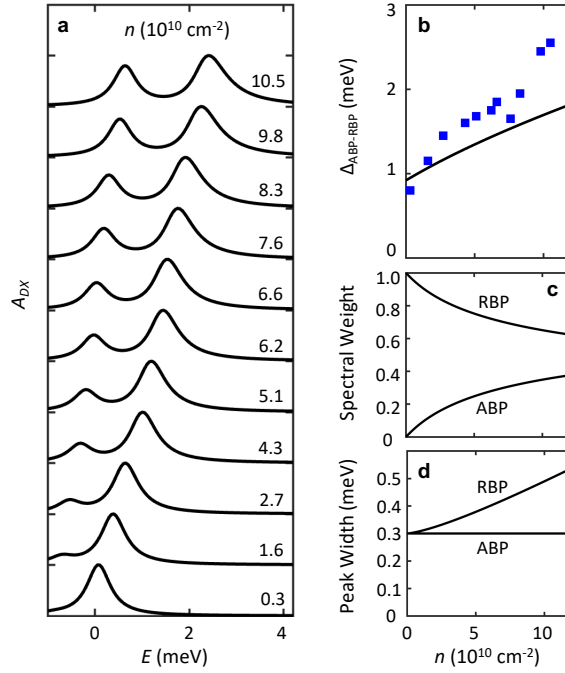 a
n (10¹⁰ cm⁻²)
10.5
9.8
8.3
7.6
6.6
6.2
5.1
4.3
2.7
1.6
0.3
A_DX
0 2 4
E (meV)
b
3
2
1
0
Δ_ABP-RBP (meV)
c
1.0
0.8
0.6
0.4
0.2
0
Spectral Weight
RBP
ABP
d
0.5
0.4
0.3
0.2
0.1
0
Peak Width (meV)
RBP
ABP
0 5 10
n (10¹⁰ cm⁻²)